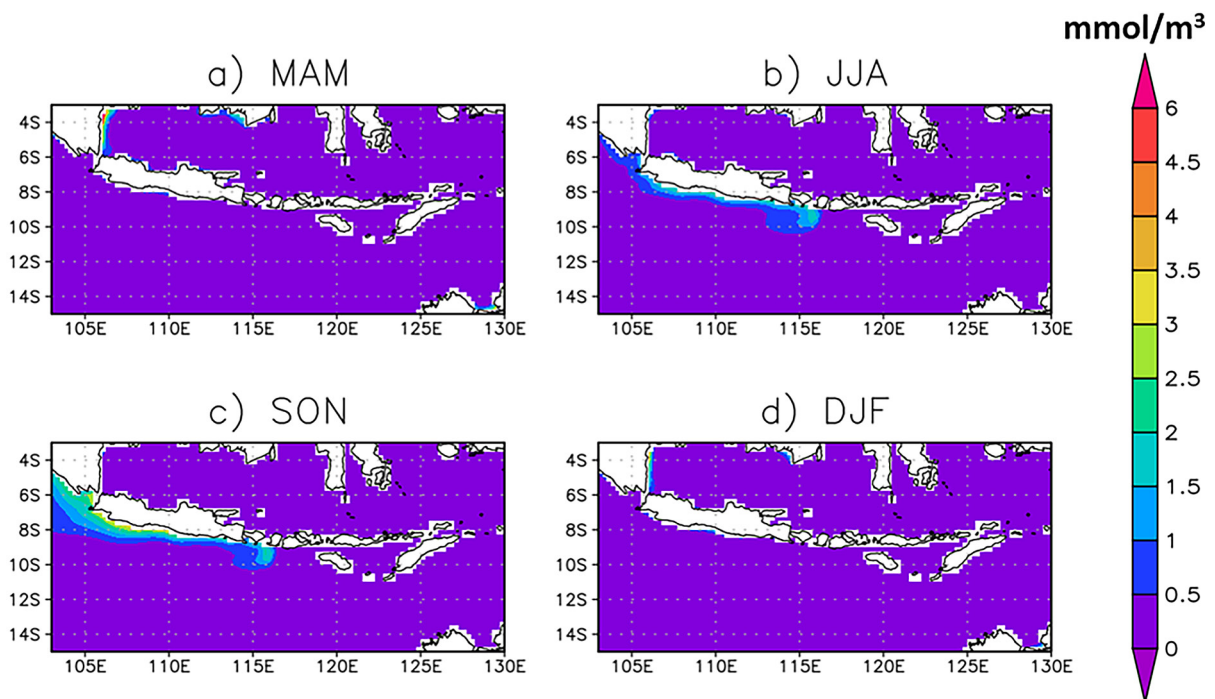 mmol/m³
a) MAM
b) JJA
4S
6S
8S
10S
12S
14S
105E 110E 115E 120E 125E 130E
4S
6S
8S
10S
12S
14S
105E 110E 115E 120E 125E 130E
c) SON
d) DJF
4S
6S
8S
10S
12S
14S
105E 110E 115E 120E 125E 130E
4S
6S
8S
10S
12S
14S
105E 110E 115E 120E 125E 130E
6
4.5
4
3.5
3
2.5
2
1.5
1
0.5
0